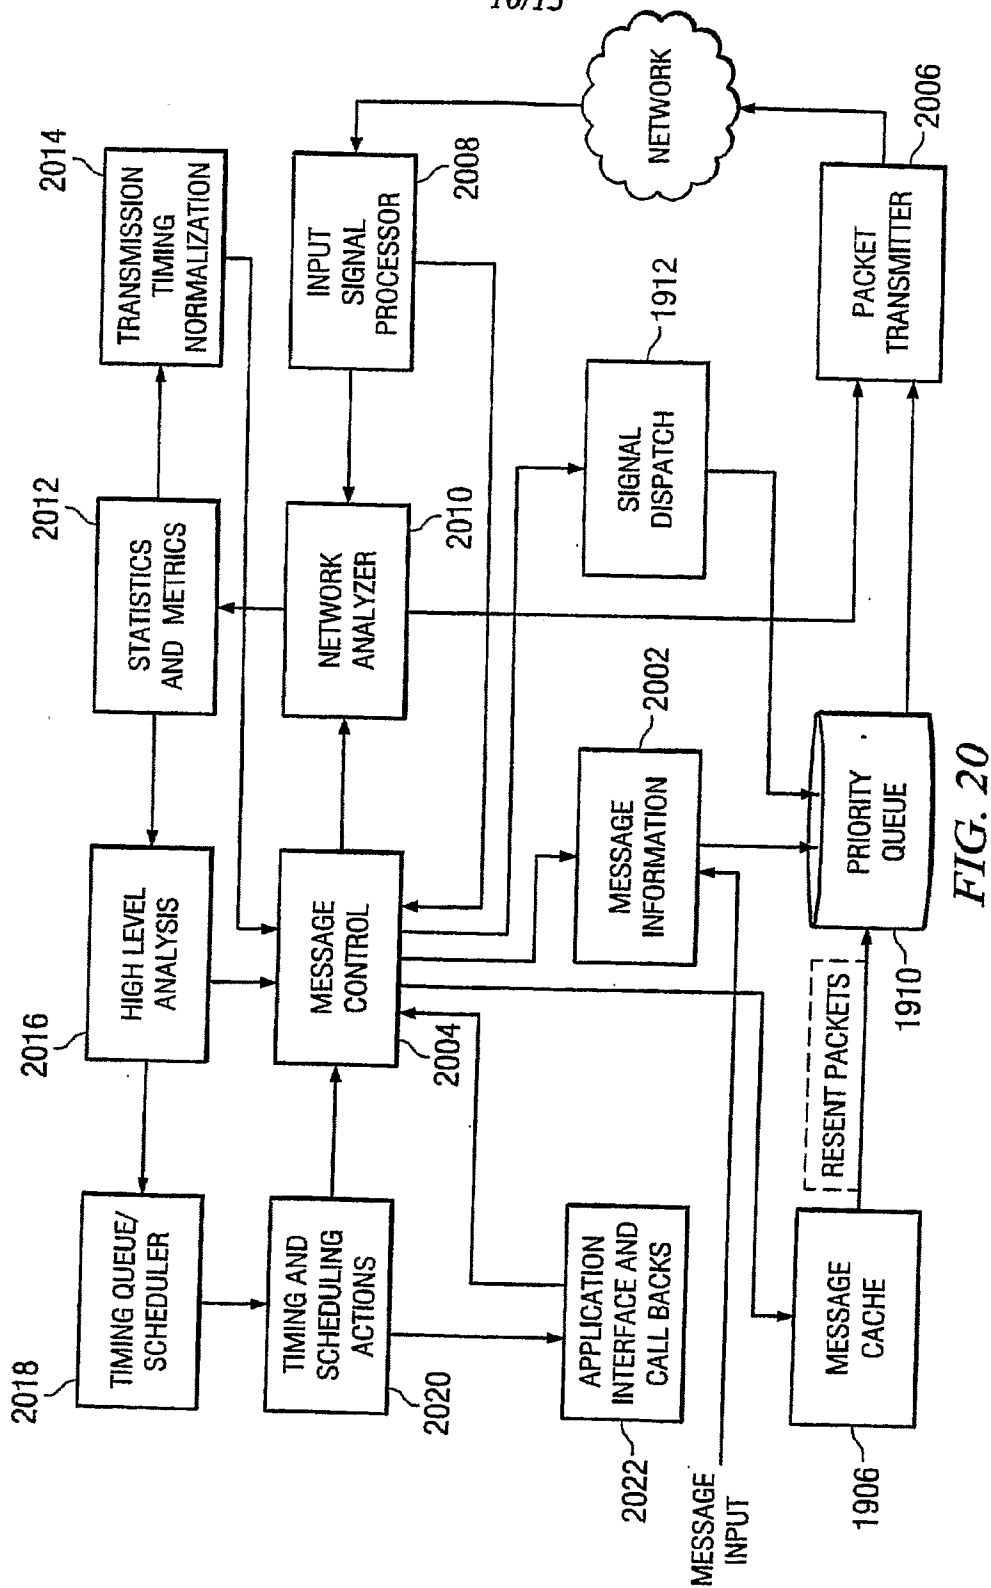 16/15
2018
TIMING QUEUE/
SCHEDULER
2016
HIGH LEVEL
ANALYSIS
2012
STATISTICS
AND METRICS
2014
TRANSMISSION
TIMING
NORMALIZATION
TIMING AND
SCHEDULING
ACTIONS
2020
MESSAGE
CONTROL
2004
NETWORK
ANALYZER
2010
INPUT
SIGNAL
PROCESSOR
2008
APPLICATION
INTERFACE AND
CALL BACKS
2022
MESSAGE
INFORMATION
2002
SIGNAL
DISPATCH
1912
NETWORK
MESSAGE
INPUT
MESSAGE
CACHE
1906
RESENT PACKETS
PRIORITY
QUEUE
1910
PACKET
TRANSMITTER
2006
FIG. 20